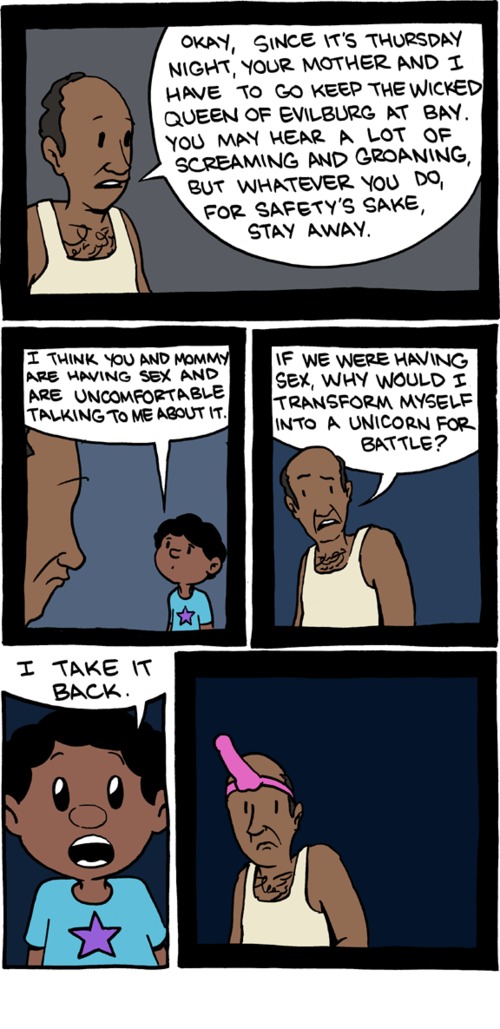 OKAY, SINCE IT'S THURSDAY
NIGHT, YOUR MOTHER AND I
HAVE TO GO KEEP THE WICKED
QUEEN OF EVILBURG AT BAY.
YOU MAY HEAR A LOT OF
SCREAMING AND GROANING,
BUT WHATEVER YOU DO,
FOR SAFETY'S SAKE,
STAY AWAY.
I THINK YOU AND MOMMY
ARE HAVING SEX AND
ARE UNCOMFORTABLE
TALKING TO ME ABOUT IT.
IF WE WERE HAVING
SEX, WHY WOULD I
TRANSFORM MYSELF
INTO A UNICORN FOR
BATTLE?
I TAKE IT
BACK.